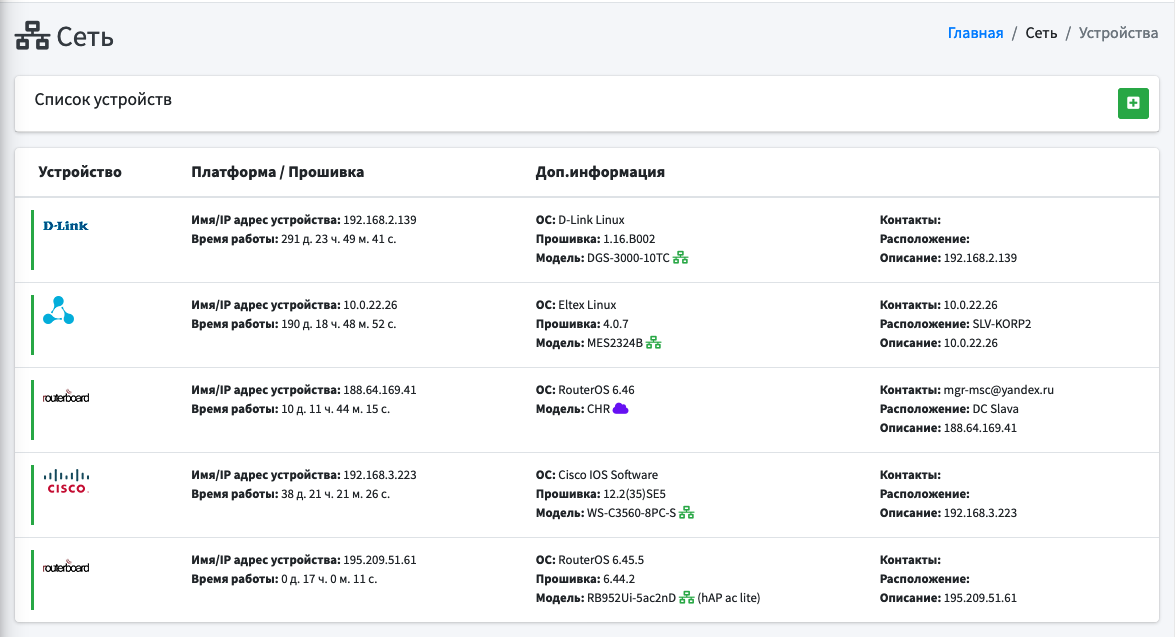 Сеть
Главная / Сеть / Устройства
Список устройств
Устройство Платформа / Прошивка Доп.информация
D-Link
Имя/IP адрес устройства: 192.168.2.139
Время работы: 291 д. 23 ч. 49 м. 41 с.
ОС: D-Link Linux
Прошивка: 1.16.B002
Модель: DGS-3000-10TC
Контакты:
Расположение:
Описание: 192.168.2.139
Имя/IP адрес устройства: 10.0.22.26
Время работы: 190 д. 18 ч. 48 м. 52 с.
ОС: Eltex Linux
Прошивка: 4.0.7
Модель: MES2324B
Контакты: 10.0.22.26
Расположение: SLV-KORP2
Описание: 10.0.22.26
routerboard
Имя/IP адрес устройства: 188.64.169.41
Время работы: 10 д. 11 ч. 44 м. 15 с.
ОС: RouterOS 6.46
Модель: CHR
Контакты: mgr-msc@yandex.ru
Расположение: DC Slava
Описание: 188.64.169.41
CISCO
Имя/IP адрес устройства: 192.168.3.223
Время работы: 38 д. 21 ч. 21 м. 26 с.
ОС: Cisco IOS Software
Прошивка: 12.2(35)SE5
Модель: WS-C3560-8PC-S
Контакты:
Расположение:
Описание: 192.168.3.223
routerboard
Имя/IP адрес устройства: 195.209.51.61
Время работы: 0 д. 17 ч. 0 м. 11 с.
ОС: RouterOS 6.45.5
Прошивка: 6.44.2
Модель: RB952Ui-5ac2nD (hAP ac lite)
Контакты:
Расположение:
Описание: 195.209.51.61